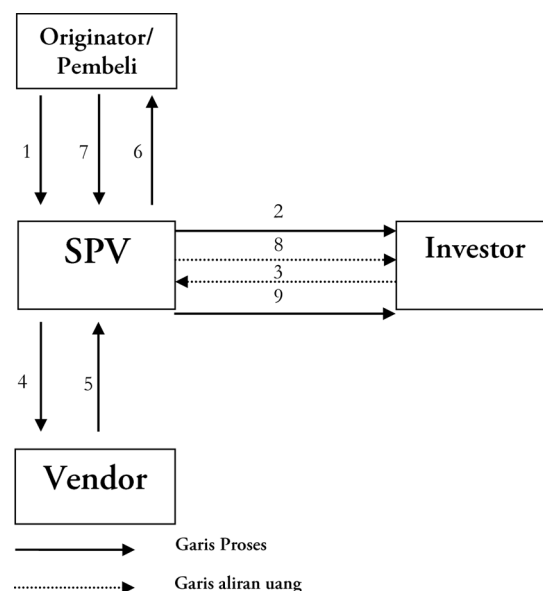 Originator/
Pembeli
1
7
6
2
SPV
8
Investor
3
9
4
5
Vendor
Garis Proses
Garis aliran uang